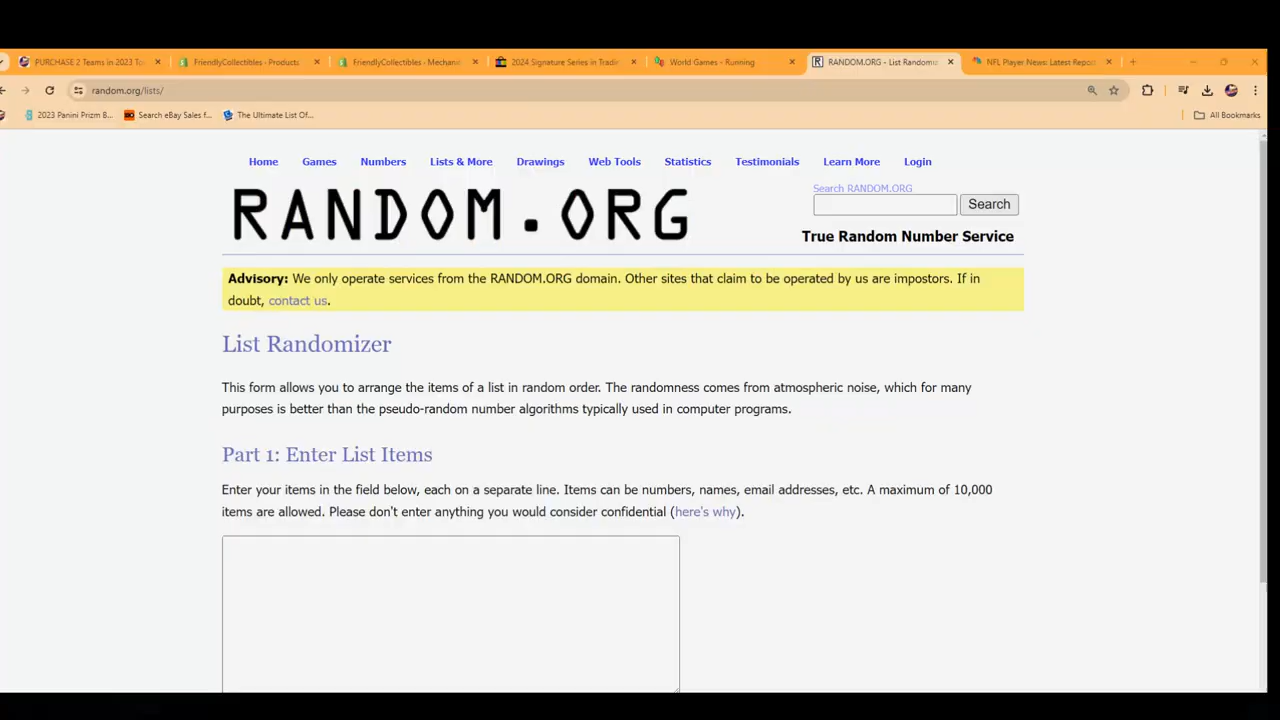 PURCHASE 2 Teams in 2023 To
FriendlyCollectibles - Products
FriendlyCollectibles - Mechani
2024 Signature Series in Tradin
World Games - Running
RANDOM.ORG - List Randomiz
NFL Player News: Latest Report
random.org/lists/
2023 Panini Prizm B...
Search eBay Sales f...
The Ultimate List Of...
All Bookmarks
Home Games Numbers Lists & More Drawings Web Tools Statistics Testimonials Learn More Login
RANDOM.ORG
Search RANDOM.ORG
Search
True Random Number Service
Advisory: We only operate services from the RANDOM.ORG domain. Other sites that claim to be operated by us are impostors. If in
doubt, contact us.
List Randomizer
This form allows you to arrange the items of a list in random order. The randomness comes from atmospheric noise, which for many
purposes is better than the pseudo-random number algorithms typically used in computer programs.
Part 1: Enter List Items
Enter your items in the field below, each on a separate line. Items can be numbers, names, email addresses, etc. A maximum of 10,000
items are allowed. Please don't enter anything you would consider confidential (here's why).